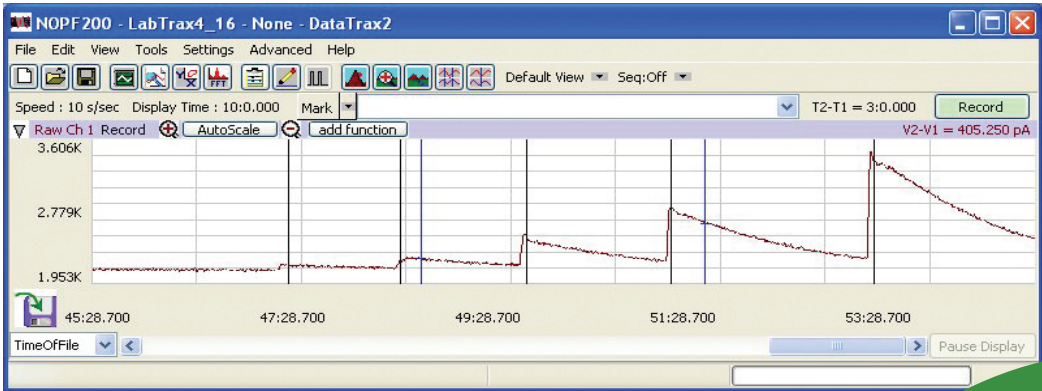 NOPF200 - LabTrax4_16 - None - DataTrax2
File Edit View Tools Settings Advanced Help
Default View Seq:Off
Speed : 10 s/sec Display Time : 10:0.000 Mark T2-T1 = 3:0.000 Record
Raw Ch 1 Record AutoScale add function V2-V1 = 405.250 pA
3.606K
2.779K
1.953K
45:28.700 47:28.700 49:28.700 51:28.700 53:28.700
TimeOfFile Pause Display